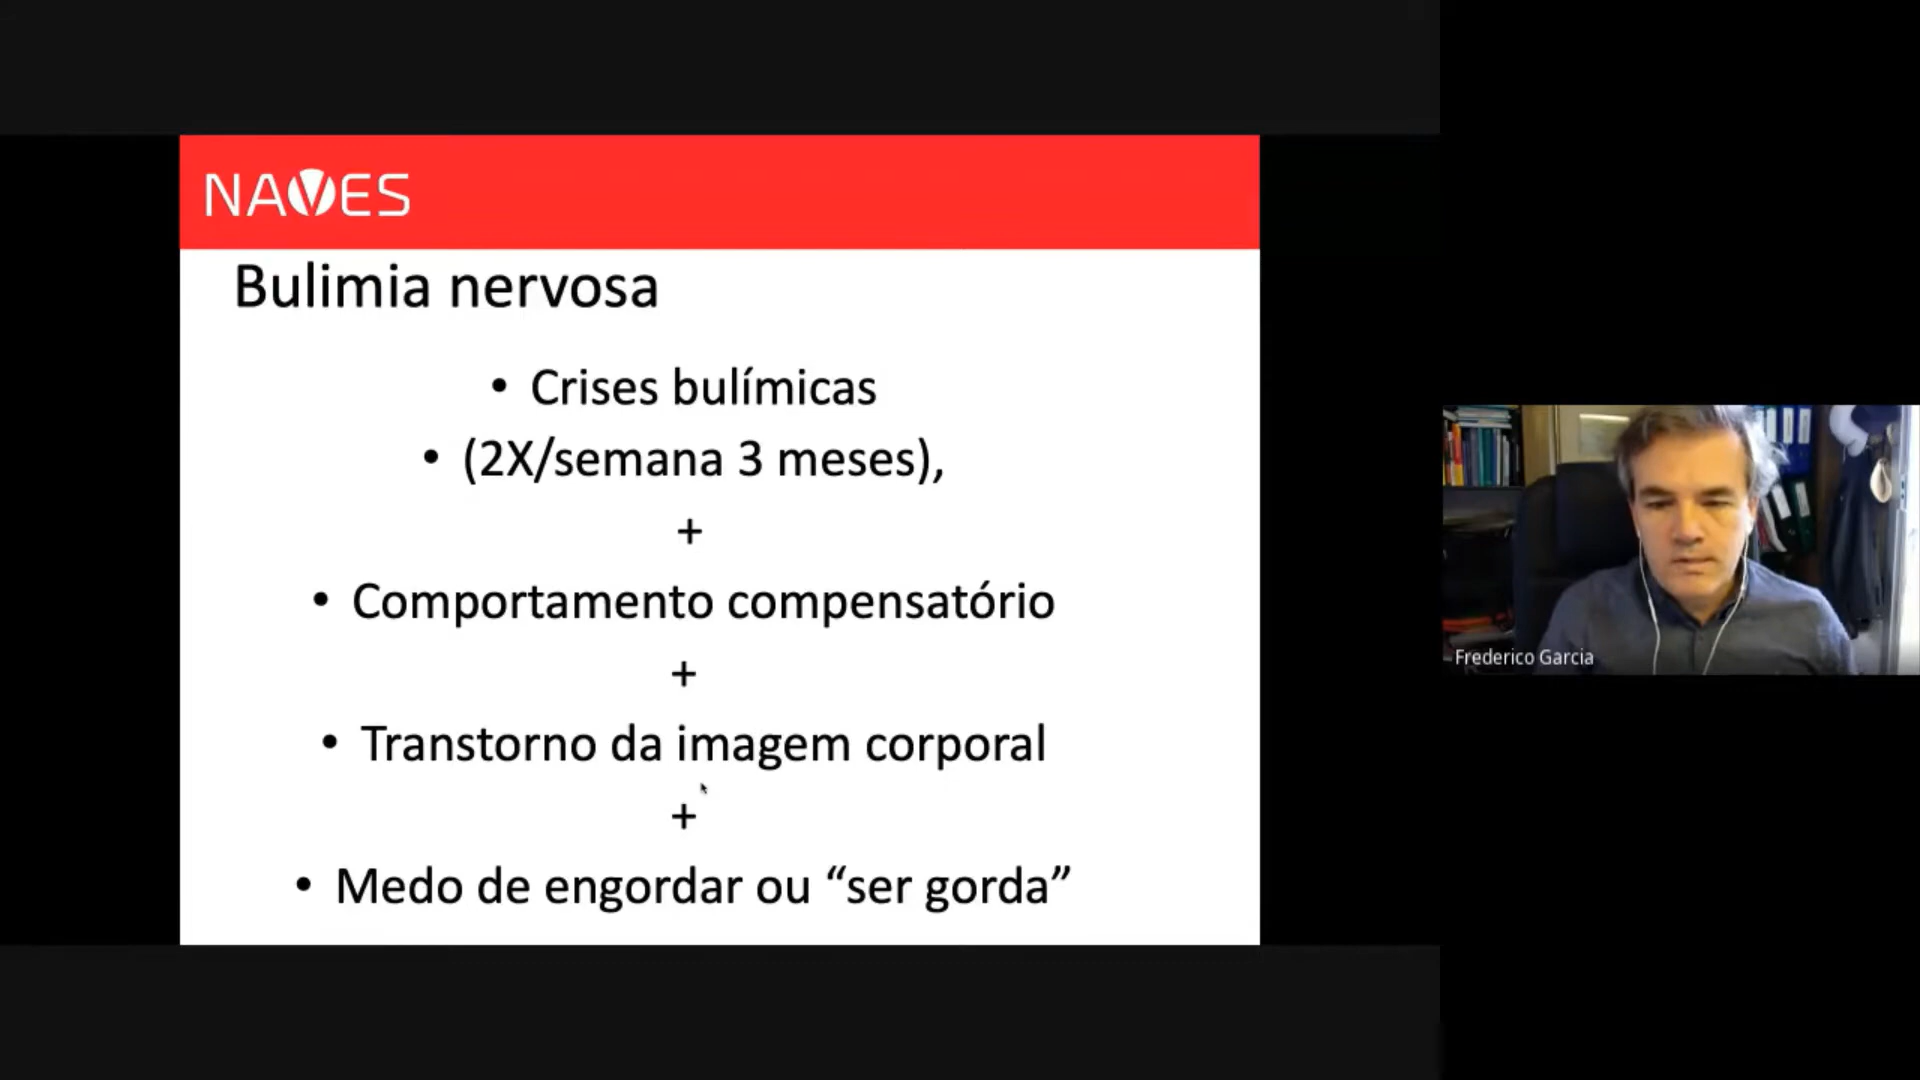 NAVES
Bulimia nervosa
• Crises bulímicas
• (2X/semana 3 meses),
+
• Comportamento compensatório
+
• Transtorno da imagem corporal
+
• Medo de engordar ou “ser gorda”
Frederico Garcia